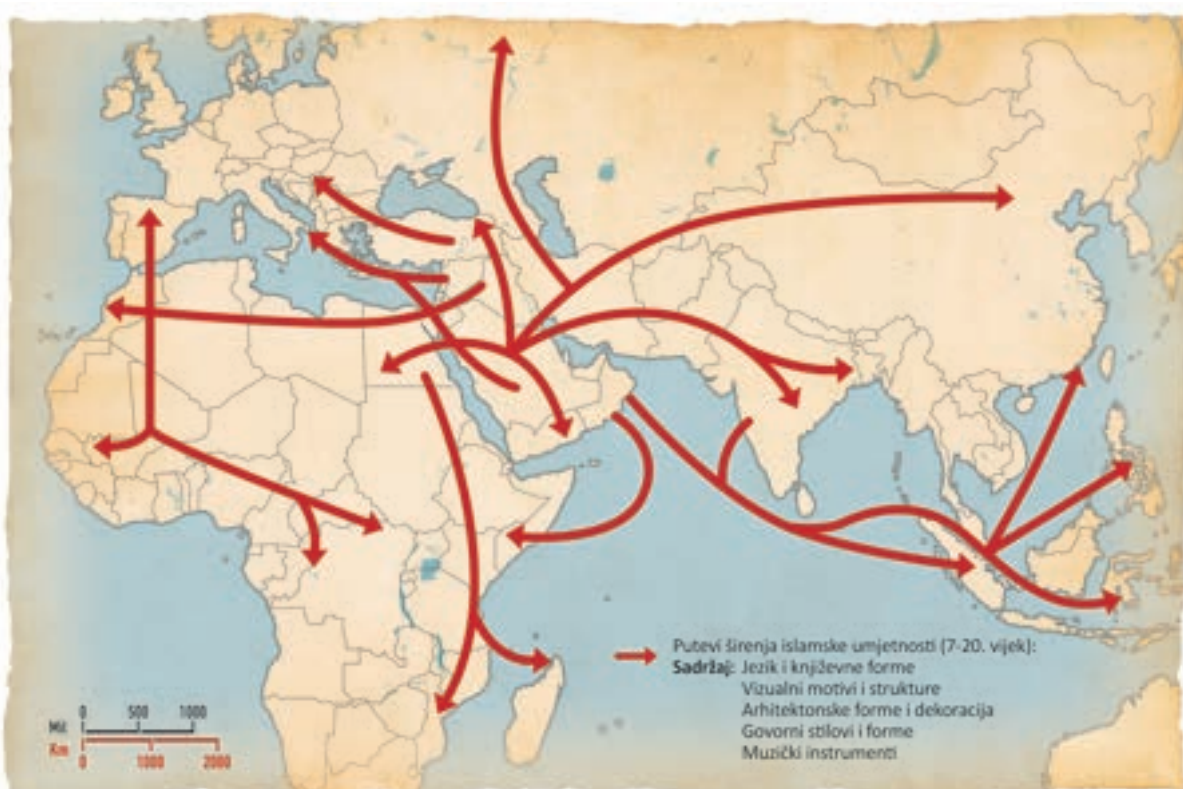 Putevi širenja islamske umjetnosti (7-20. vijek):
Sadržaj: Jezik i književne forme
Vizualni motivi i strukture
Arhitektonske forme i dekoracija
Govorni stilovi i forme
Muzički instrumenti
0 500 1000
Mil
Km
0 1000 2000